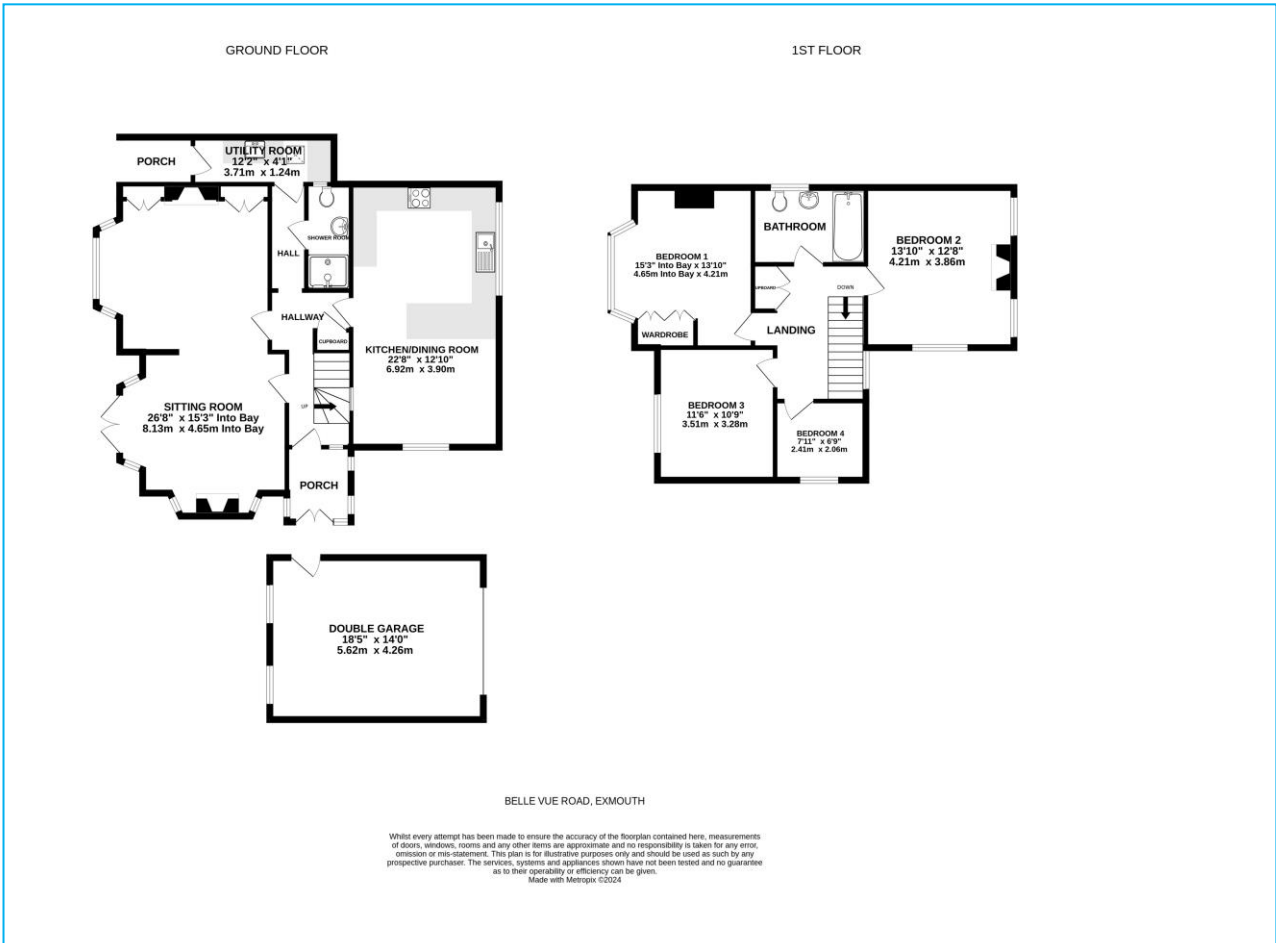 GROUND FLOOR
1ST FLOOR
PORCH
UTILITY ROOM
12'2" x 4'1"
3.71m x 1.24m
SHOWER ROOM
HALL
HALLWAY
CUPBOARD
KITCHEN/DINING ROOM
22'8" x 12'10"
6.92m x 3.90m
SITTING ROOM
26'8" x 15'3" Into Bay
8.13m x 4.65m Into Bay
UP
PORCH
DOUBLE GARAGE
18'5" x 14'0"
5.62m x 4.26m
BATHROOM
BEDROOM 1
15'3" Into Bay x 13'10"
4.65m Into Bay x 4.21m
BEDROOM 2
13'10" x 12'8"
4.21m x 3.86m
UPBOARD
DOWN
LANDING
WARDROBE
BEDROOM 3
11'6" x 10'9"
3.51m x 3.28m
BEDROOM 4
7'11" x 6'9"
2.41m x 2.06m
BELLE VUE ROAD, EXMOUTH
Whilst every attempt has been made to ensure the accuracy of the floorplan contained here, measurements
of doors, windows, rooms and any other items are approximate and no responsibility is taken for any error,
omission or mis-statement. This plan is for illustrative purposes only and should be used as such by any
prospective purchaser. The services, systems and appliances shown have not been tested and no guarantee
as to their operability or efficiency can be given.
Made with Metropix ©2024